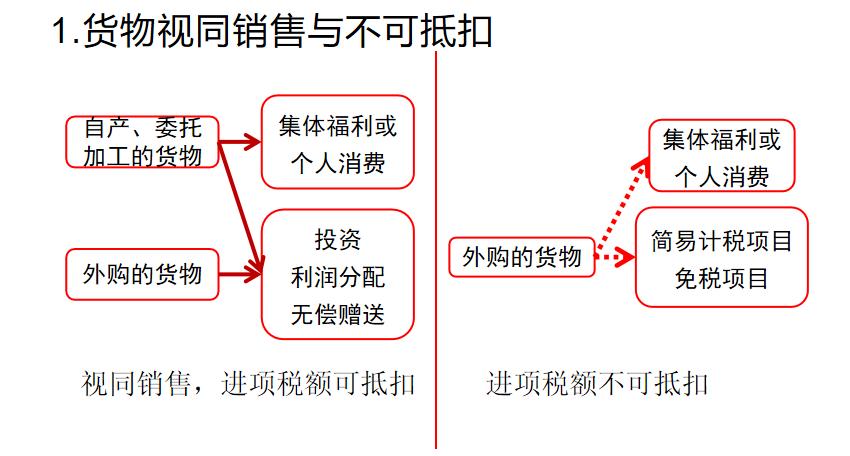 1.货物视同销售与不可抵扣
自产、委托
加工的货物
集体福利或
个人消费
外购的货物
投资
利润分配
无偿赠送
视同销售，进项税额可抵扣
外购的货物
集体福利或
个人消费
简易计税项目
免税项目
进项税额不可抵扣